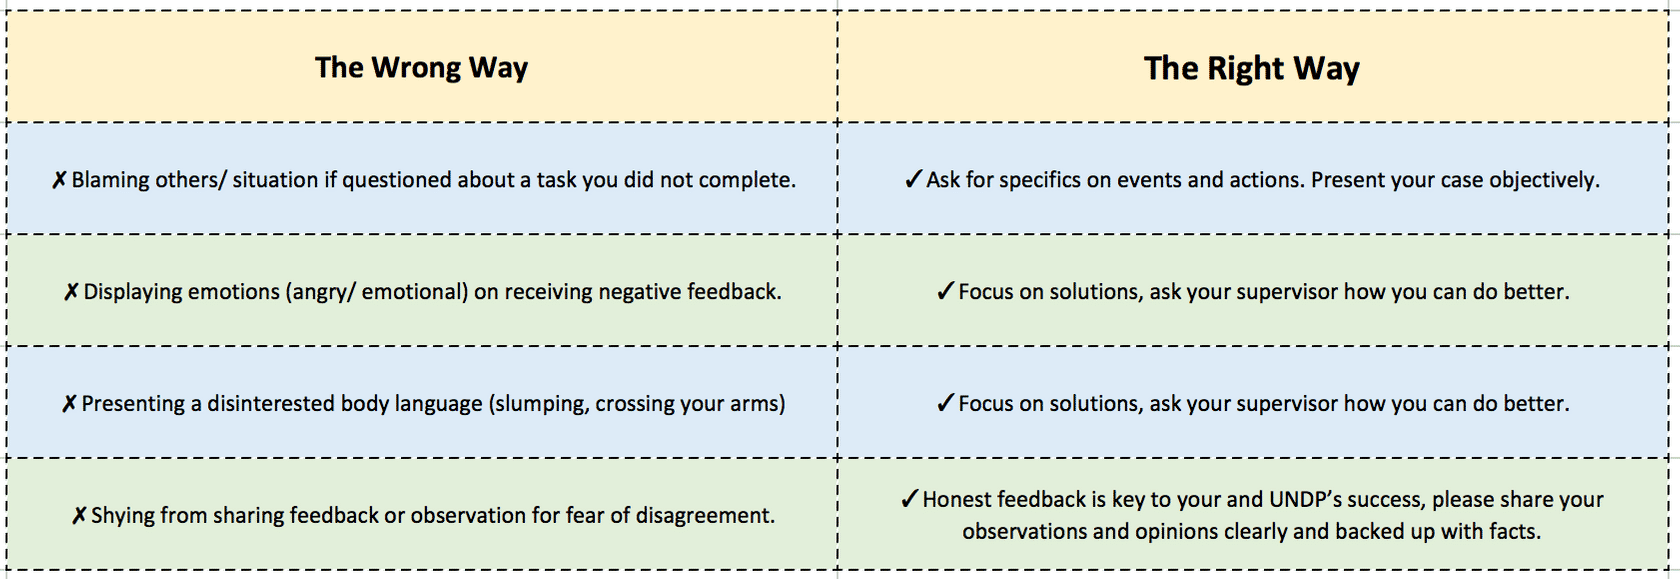 The Wrong Way
The Right Way
✗ Blaming others/ situation if questioned about a task you did not complete.
✓ Ask for specifics on events and actions. Present your case objectively.
✗ Displaying emotions (angry/ emotional) on receiving negative feedback.
✓ Focus on solutions, ask your supervisor how you can do better.
✗ Presenting a disinterested body language (slumping, crossing your arms)
✓ Focus on solutions, ask your supervisor how you can do better.
✗ Shying from sharing feedback or observation for fear of disagreement.
✓ Honest feedback is key to your and UNDP’s success, please share your
observations and opinions clearly and backed up with facts.